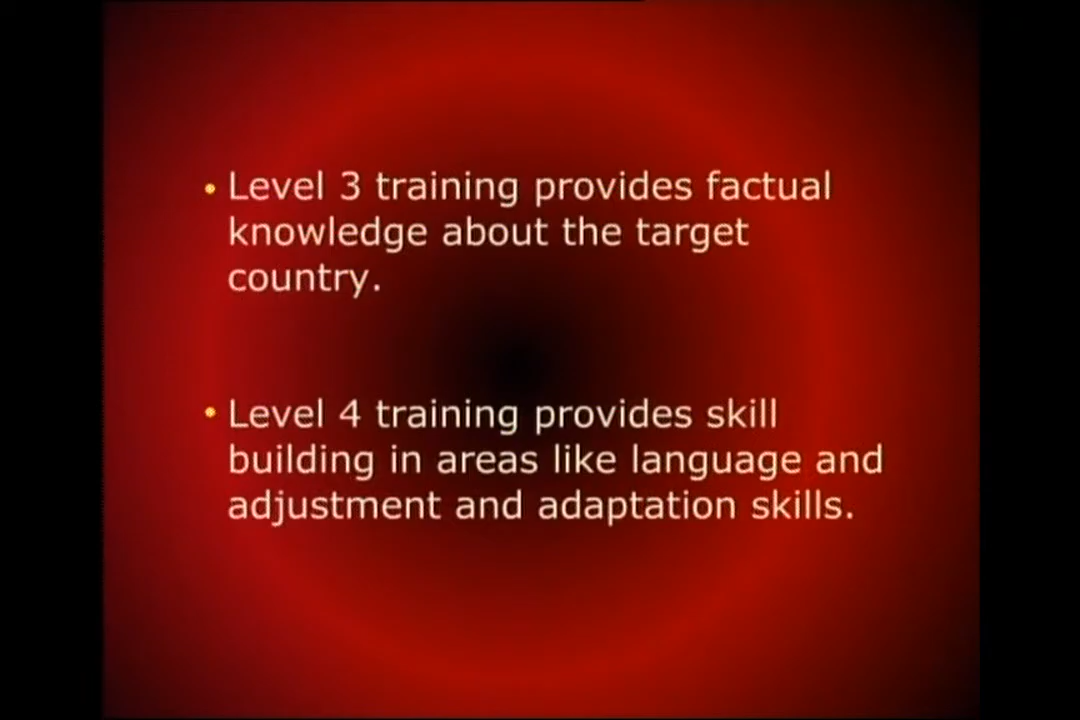 • Level 3 training provides factual
knowledge about the target
country.
• Level 4 training provides skill
building in areas like language and
adjustment and adaptation skills.